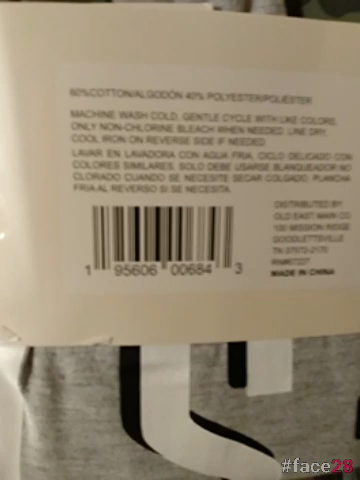 60%COTTON/ALGODÓN 40% POLYESTER/POLIÉSTER
MACHINE WASH COLD, GENTLE CYCLE WITH LIKE COLORS,
ONLY NON-CHLORINE BLEACH WHEN NEEDED. LINE DRY.
COOL IRON ON REVERSE SIDE IF NEEDED.
LAVAR EN LAVADORA CON AGUA FRIA, CICLO DELICADO CON
COLORES SIMILARES, SOLO DEBE USARSE BLANQUEADOR NO
CLORADO CUANDO SE NECESITE SECAR COLGADO, PLANCHA
FRIA AL REVERSO SI SE NECESITA.
DISTRIBUTED BY:
OLD EAST MAIN CO.
100 MISSION RIDGE
GOODLETTSVILLE
TN 37072-2170
RN#67227
MADE IN CHINA
1 95606 00684 3
#face28